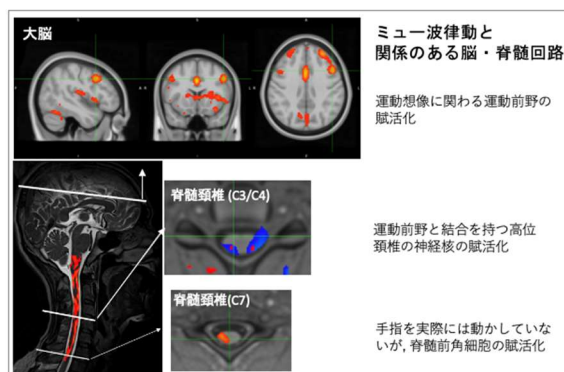 大脳
ミュー波律動と
関係のある脳・脊髄回路
運動想像に関わる運動前野の
賦活化
脊髄頸椎 (C3/C4)
運動前野と結合を持つ高位
頸椎の神経核の賦活化
脊髄頸椎(C7)
手指を実際には動かしていな
いが, 脊髄前角細胞の賦活化